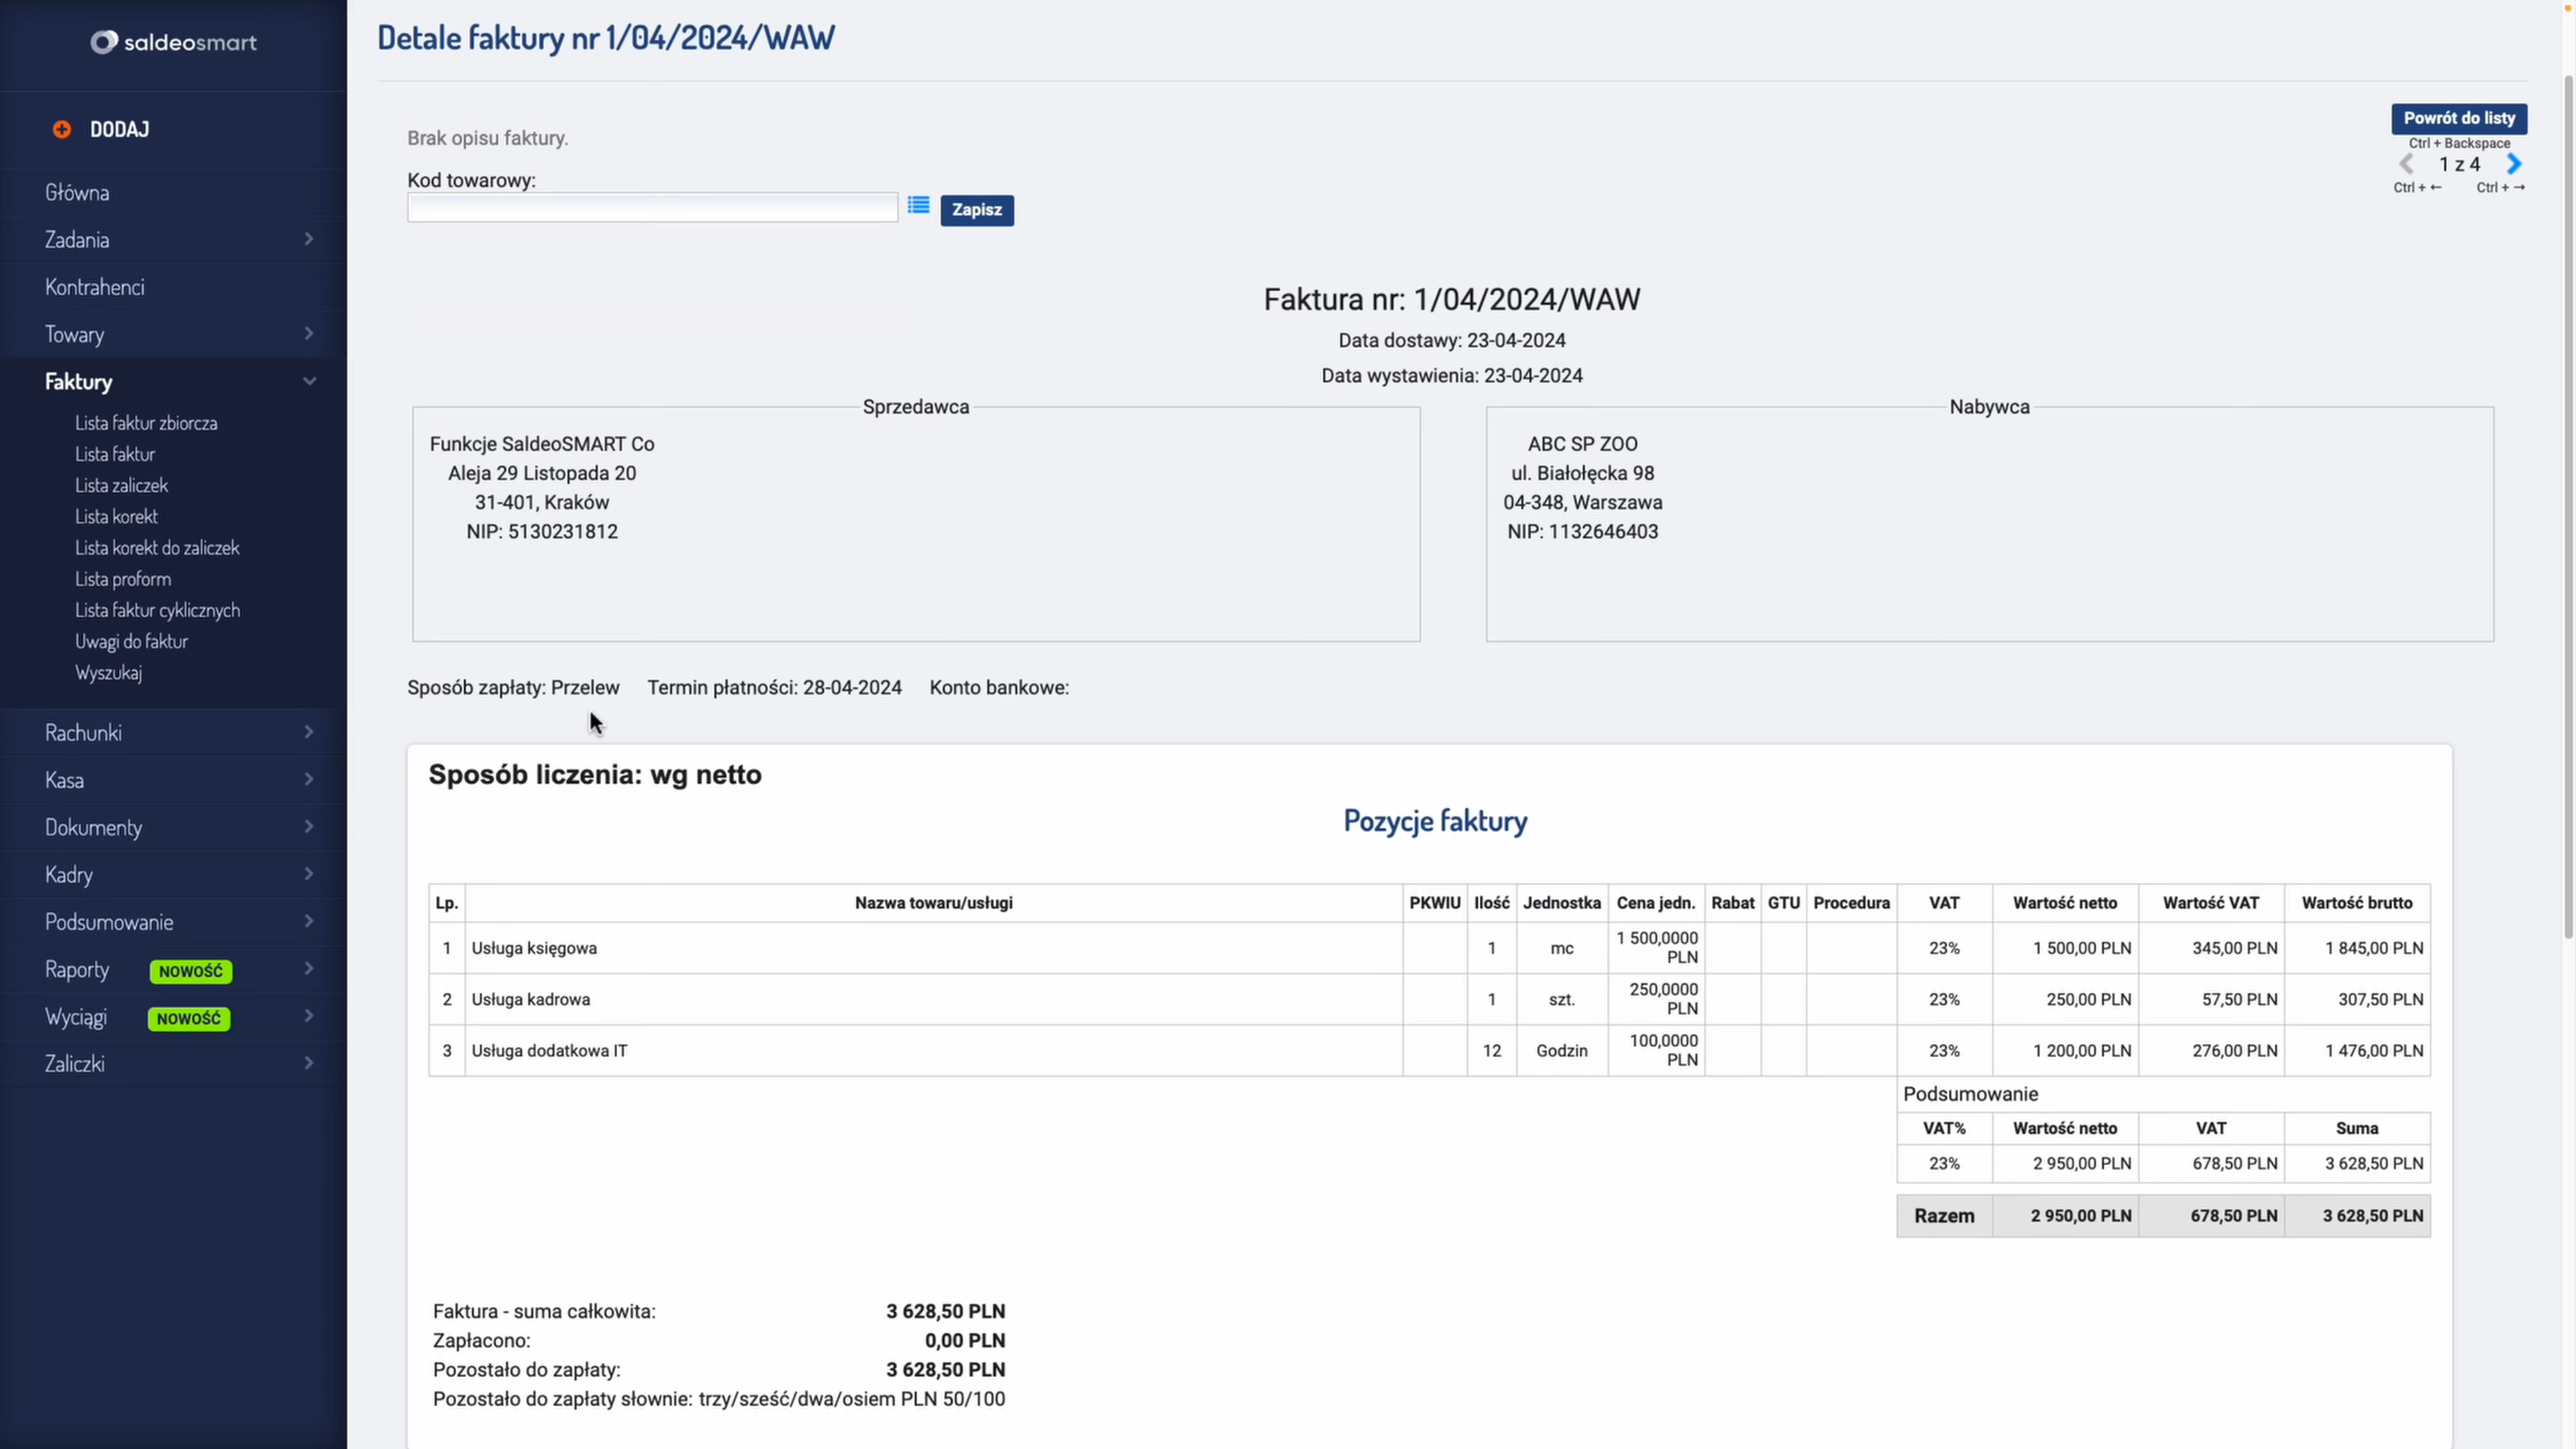 saldeosmart
DODAJ
Główna
Zadania
Kontrahenci
Towary
Faktury
Lista faktur zbiorcza
Lista faktur
Lista zaliczek
Lista korekt
Lista korekt do zaliczek
Lista proform
Lista faktur cyklicznych
Uwagi do faktur
Wyszukaj
Rachunki
Kasa
Dokumenty
Kadry
Podsumowanie
Raporty NOWOŚĆ
Wyciągi NOWOŚĆ
Zaliczki
Detale faktury nr 1/04/2024/WAW
Powrót do listy
Ctrl + Backspace
1 z 4
Ctrl + ← Ctrl + →
Brak opisu faktury.
Kod towarowy:
Zapisz
Faktura nr: 1/04/2024/WAW
Data dostawy: 23-04-2024
Data wystawienia: 23-04-2024
Sprzedawca
Funkcje SaldeoSMART Co
Aleja 29 Listopada 20
31-401, Kraków
NIP: 5130231812
Nabywca
ABC SP ZOO
ul. Białołęcka 98
04-348, Warszawa
NIP: 1132646403
Sposób zapłaty: Przelew Termin płatności: 28-04-2024 Konto bankowe:
Sposób liczenia: wg netto
Pozycje faktury
Lp. Nazwa towaru/usługi PKWIU Ilość Jednostka Cena jedn. Rabat GTU Procedura VAT Wartość netto Wartość VAT Wartość brutto
1 Usługa księgowa 1 mc 1 500,0000 PLN 23% 1 500,00 PLN 345,00 PLN 1 845,00 PLN
2 Usługa kadrowa 1 szt. 250,0000 PLN 23% 250,00 PLN 57,50 PLN 307,50 PLN
3 Usługa dodatkowa IT 12 Godzin 100,0000 PLN 23% 1 200,00 PLN 276,00 PLN 1 476,00 PLN
Podsumowanie
VAT% Wartość netto VAT Suma
23% 2 950,00 PLN 678,50 PLN 3 628,50 PLN
Razem 2 950,00 PLN 678,50 PLN 3 628,50 PLN
Faktura - suma całkowita: 3 628,50 PLN
Zapłacono: 0,00 PLN
Pozostało do zapłaty: 3 628,50 PLN
Pozostało do zapłaty słownie: trzy/sześć/dwa/osiem PLN 50/100